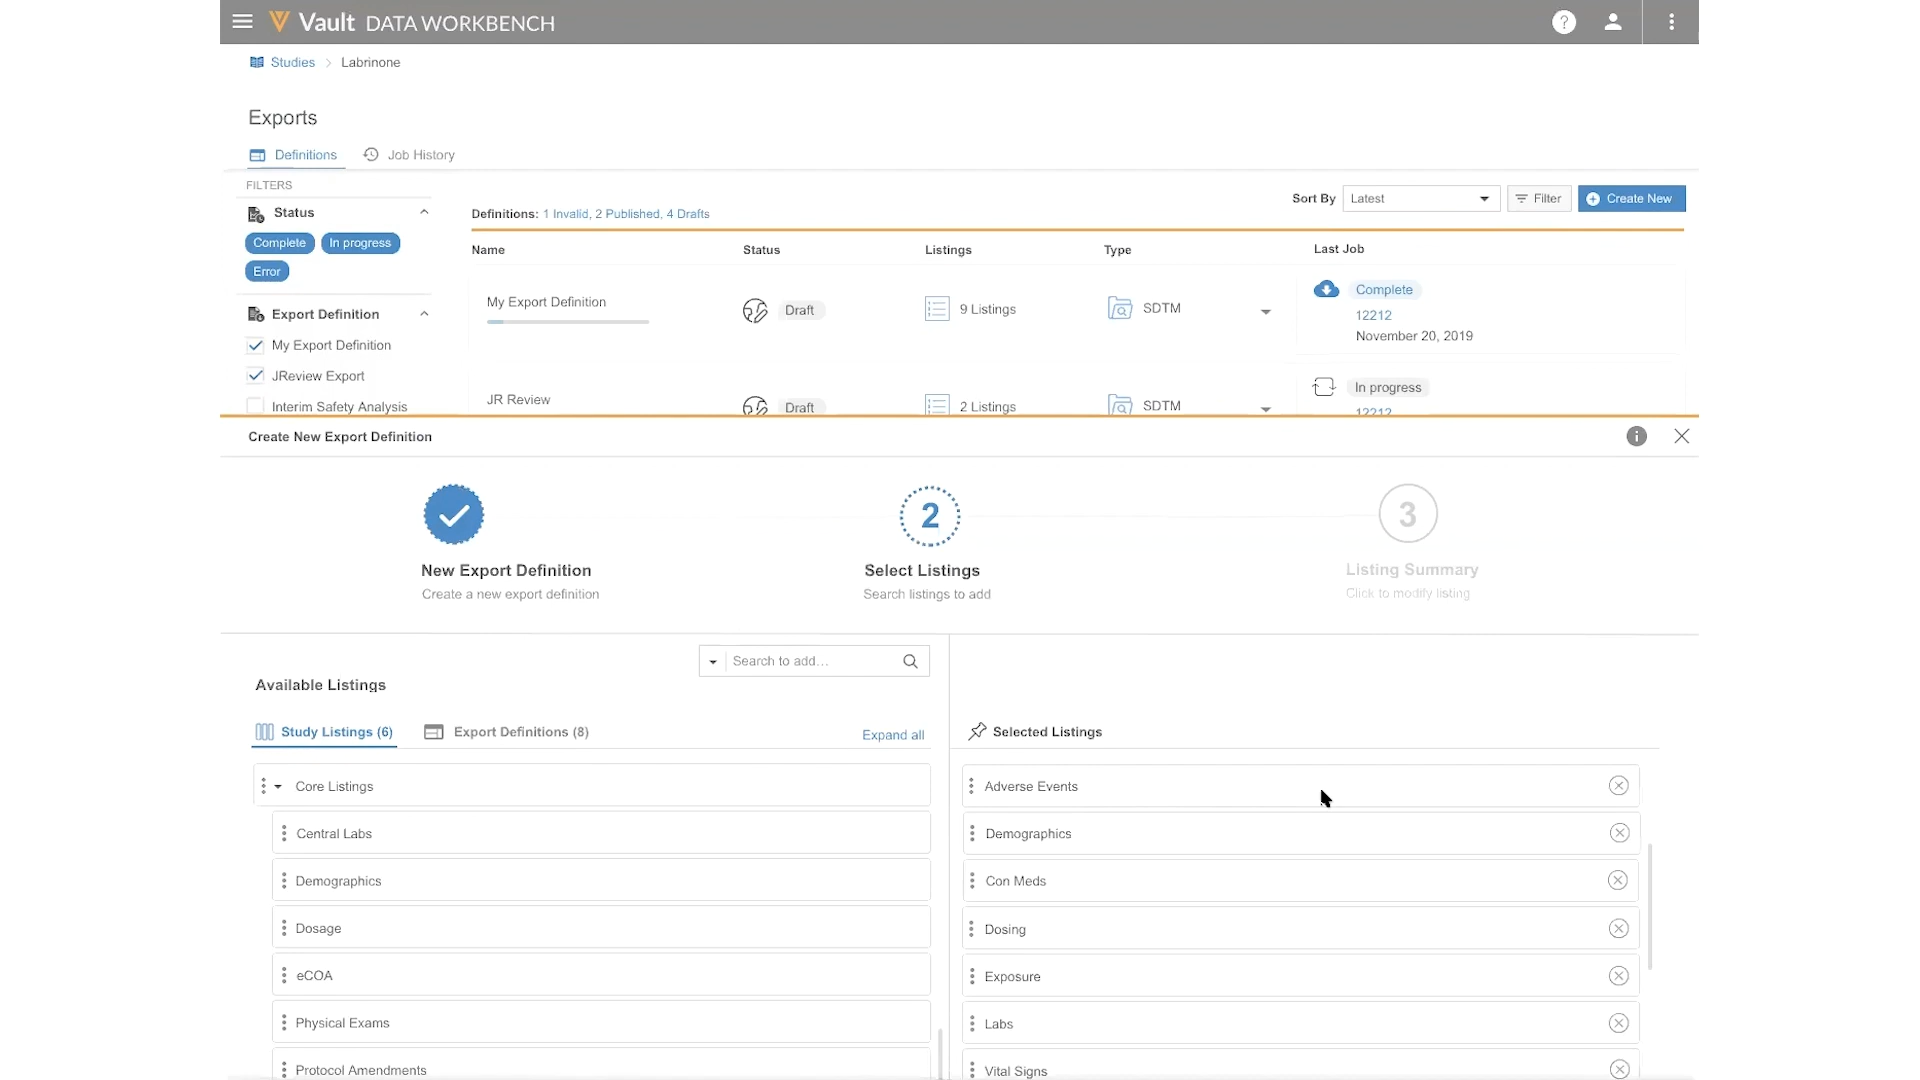 Vault DATA WORKBENCH
?
Studies > Labrinone
Exports
Definitions
Job History
FILTERS
Status
Complete
In progress
Error
Export Definition
My Export Definition
JReview Export
Interim Safety Analysis
Definitions: 1 Invalid, 2 Published, 4 Drafts
Sort By
Latest
Filter
Create New
Name
Status
Listings
Type
Last Job
My Export Definition
Draft
9 Listings
SDTM
Complete
12212
November 20, 2019
JR Review
Draft
2 Listings
SDTM
In progress
12212
Create New Export Definition
i
New Export Definition
Create a new export definition
2
Select Listings
Search listings to add
3
Listing Summary
Click to modify listing
Search to add...
Available Listings
Study Listings (6)
Export Definitions (8)
Expand all
Core Listings
Central Labs
Demographics
Dosage
eCOA
Physical Exams
Protocol Amendments
Selected Listings
Adverse Events
Demographics
Con Meds
Dosing
Exposure
Labs
Vital Signs